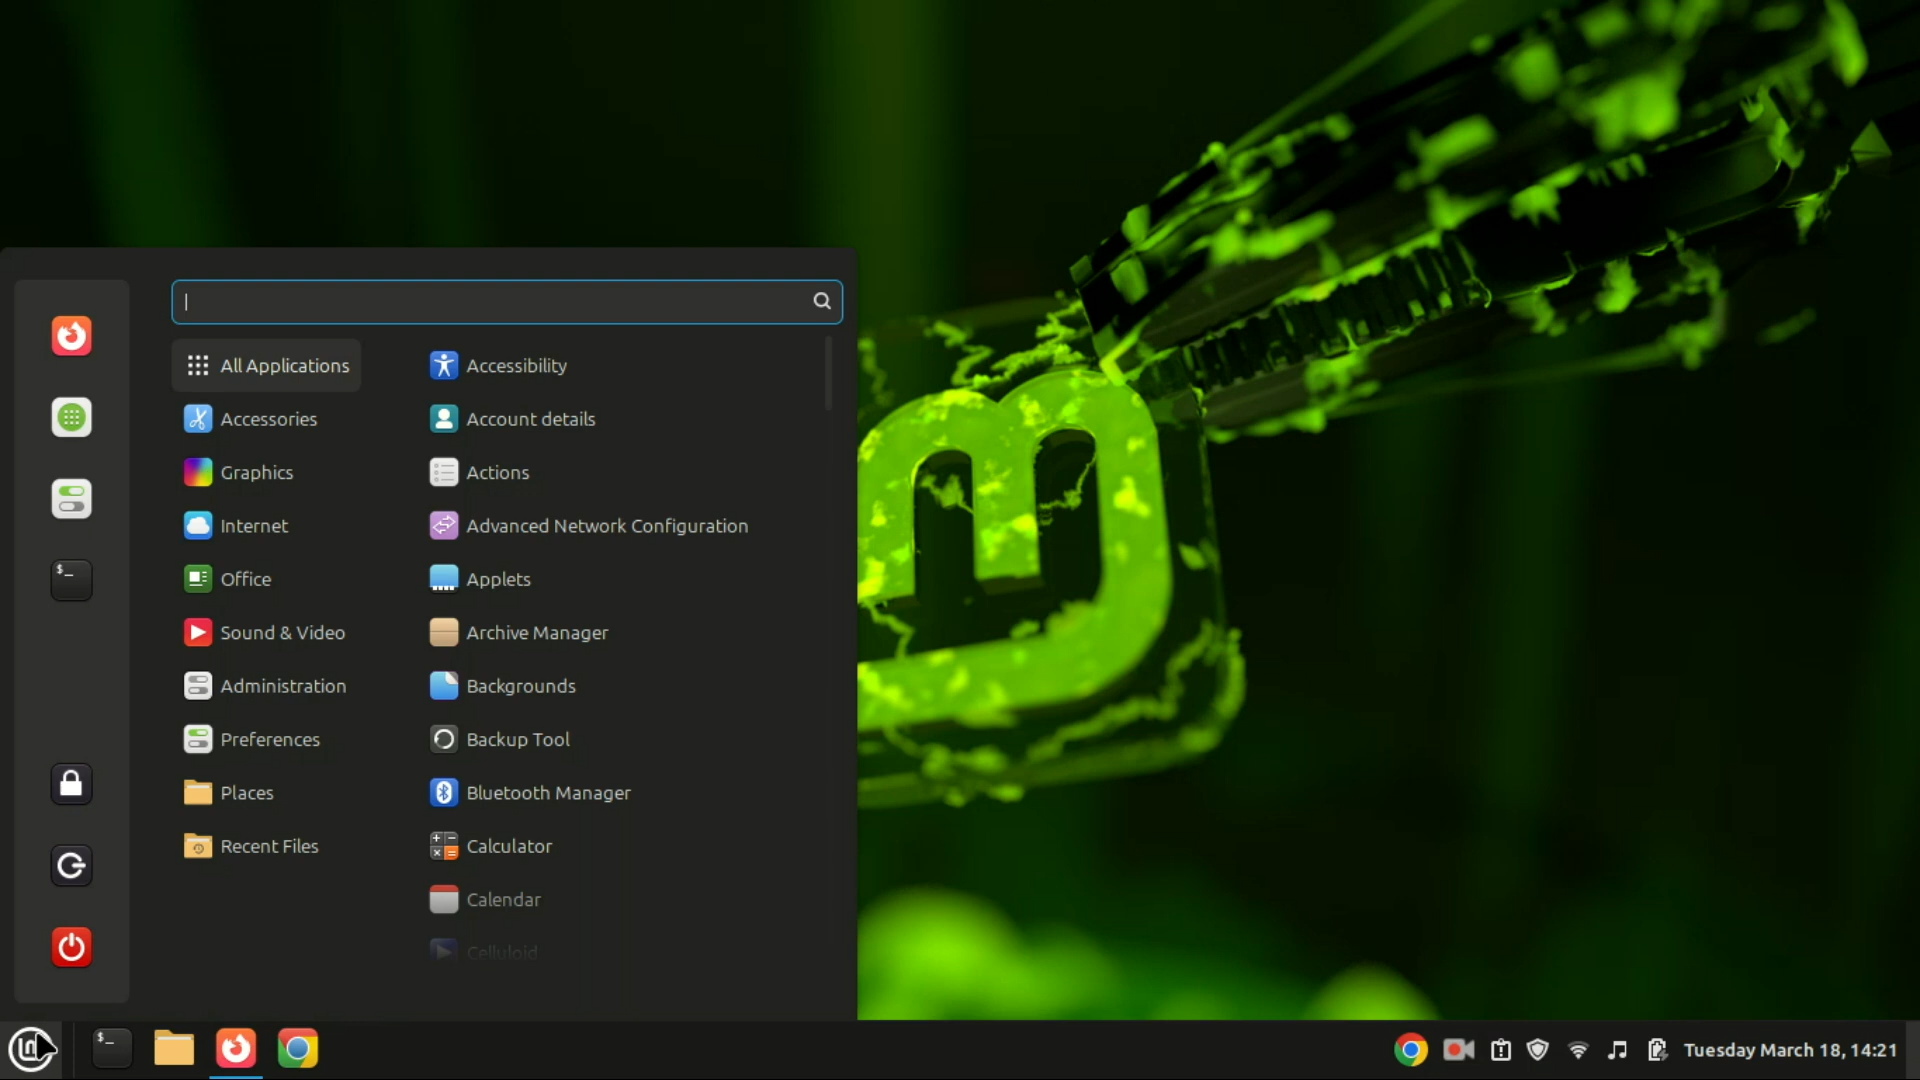 All Applications
Accessories
Graphics
Internet
Office
Sound & Video
Administration
Preferences
Places
Recent Files
Accessibility
Account details
Actions
Advanced Network Configuration
Applets
Archive Manager
Backgrounds
Backup Tool
Bluetooth Manager
Calculator
Calendar
Celluloid
$_
$_
Tuesday March 18, 14:21